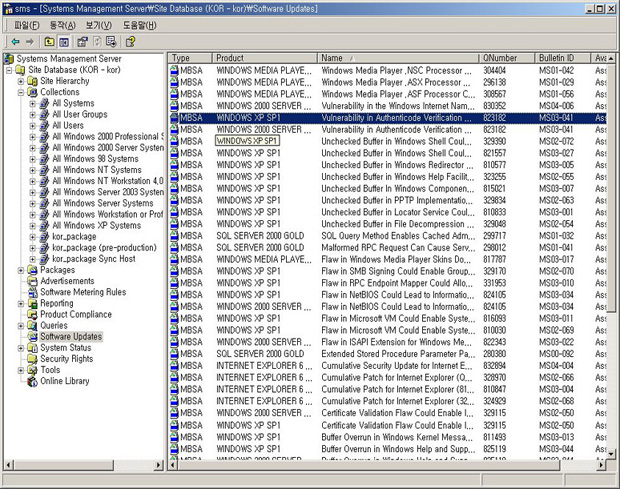 sms - [Systems Management Server₩Site Database (KOR - kor)₩Software Updates]
파일(F) 동작(A) 보기(V) 도움말(H)
Systems Management Server
Site Database (KOR - kor)
Site Hierarchy
Collections
All Systems
All User Groups
All Users
All Windows 2000 Professional S
All Windows 2000 Server System
All Windows 98 Systems
All Windows NT Systems
All Windows NT Workstation 4,0
All Windows Server 2003 System
All Windows Server Systems
All Windows Workstation or Prof
All Windows XP Systems
kor_package
kor_package (pre-production)
kor_package Sync Host
Packages
Advertisements
Software Metering Rules
Reporting
Product Compliance
Queries
Software Updates
System Status
Security Rights
Tools
Online Library
Type Product Name QNumber Bulletin ID Ava
MBSA WINDOWS MEDIA PLAYE... Windows Media Player ,NSC Processor ... 304404 MS01-042 Ass
MBSA WINDOWS MEDIA PLAYE... Windows Media Player ,ASX Processor ... 296138 MS01-029 Ass
MBSA WINDOWS MEDIA PLAYE... Windows Media Player ,ASF Processor C... 308567 MS01-056 Ass
MBSA WINDOWS 2000 SERVER ... Vulnerability in the Windows Internet Nam... 830352 MS04-006 Ass
MBSA WINDOWS XP SP1 Vulnerability in Authenticode Verification ... 823182 MS03-041 Ass
MBSA WINDOWS 2000 SERVER ... Vulnerability in Authenticode Verification ... 823182 MS03-041 Ass
MBSA WINDOWS XP SP1 Unchecked Buffer in Windows Shell Coul... 329390 MS02-072 Ass
MBSA WINDOWS XP SP1 Unchecked Buffer in Windows Shell Coul... 821557 MS03-027 Ass
MBSA WINDOWS XP SP1 Unchecked Buffer in Windows Redirector ... 810577 MS03-005 Ass
MBSA WINDOWS XP SP1 Unchecked Buffer in Windows Help Facilit... 323255 MS02-055 Ass
MBSA WINDOWS XP SP1 Unchecked Buffer In Windows Componen... 815021 MS03-007 Ass
MBSA WINDOWS XP SP1 Unchecked Buffer in PPTP Implementatio... 329834 MS02-063 Ass
MBSA WINDOWS XP SP1 Unchecked Buffer in Locator Service Coul... 810833 MS03-001 Ass
MBSA WINDOWS XP SP1 Unchecked Buffer in File Decompression ... 329048 MS02-054 Ass
MBSA SQL SERVER 2000 GOLD SQL Query Method Enables Cached Adm... 299717 MS01-032 Ass
MBSA SQL SERVER 2000 GOLD Malformed RPC Request Can Cause Serv... 298012 MS01-041 Ass
MBSA WINDOWS XP SP1 Flaw in Windows Media Player Skins Do... 817787 MS03-017 Ass
MBSA WINDOWS XP SP1 Flaw in SMB Signing Could Enable Group... 329170 MS02-070 Ass
MBSA WINDOWS XP SP1 Flaw in RPC Endpoint Mapper Could Allo... 331953 MS03-010 Ass
MBSA WINDOWS XP SP1 Flaw in NetBIOS Could Lead to Informatio... 824105 MS03-034 Ass
MBSA WINDOWS 2000 SERVER ... Flaw in NetBIOS Could Lead to Informatio... 824105 MS03-034 Ass
MBSA WINDOWS XP SP1 Flaw in Microsoft VM Could Enable Syste... 816093 MS03-011 Ass
MBSA WINDOWS XP SP1 Flaw in Microsoft VM Could Enable Syste... 810030 MS02-069 Ass
MBSA WINDOWS 2000 SERVER ... Flaw in ISAPI Extension for Windows Me... 822343 MS03-022 Ass
MBSA SQL SERVER 2000 GOLD Extended Stored Procedure Parameter Pa... 280380 MS00-092 Ass
MBSA INTERNET EXPLORER 6 ... Cumulative Security Update for Internet E... 832894 MS04-004 Ass
MBSA INTERNET EXPLORER 6 ... Cumulative Patch for Internet Explorer (Q... 328970 MS02-066 Ass
MBSA INTERNET EXPLORER 6 ... Cumulative Patch for Internet Explorer (81... 810847 MS03-004 Ass
MBSA INTERNET EXPLORER 6 ... Cumulative Patch for Internet Explorer (32... 324929 MS02-068 Ass
MBSA WINDOWS 2000 SERVER ... Certificate Validation Flaw Could Enable I... 329115 MS02-050 Ass
MBSA WINDOWS XP SP1 Certificate Validation Flaw Could Enable I... 329115 MS02-050 Ass
MBSA WINDOWS XP SP1 Buffer Overrun in Windows Kernel Messa... 811493 MS03-013 Ass